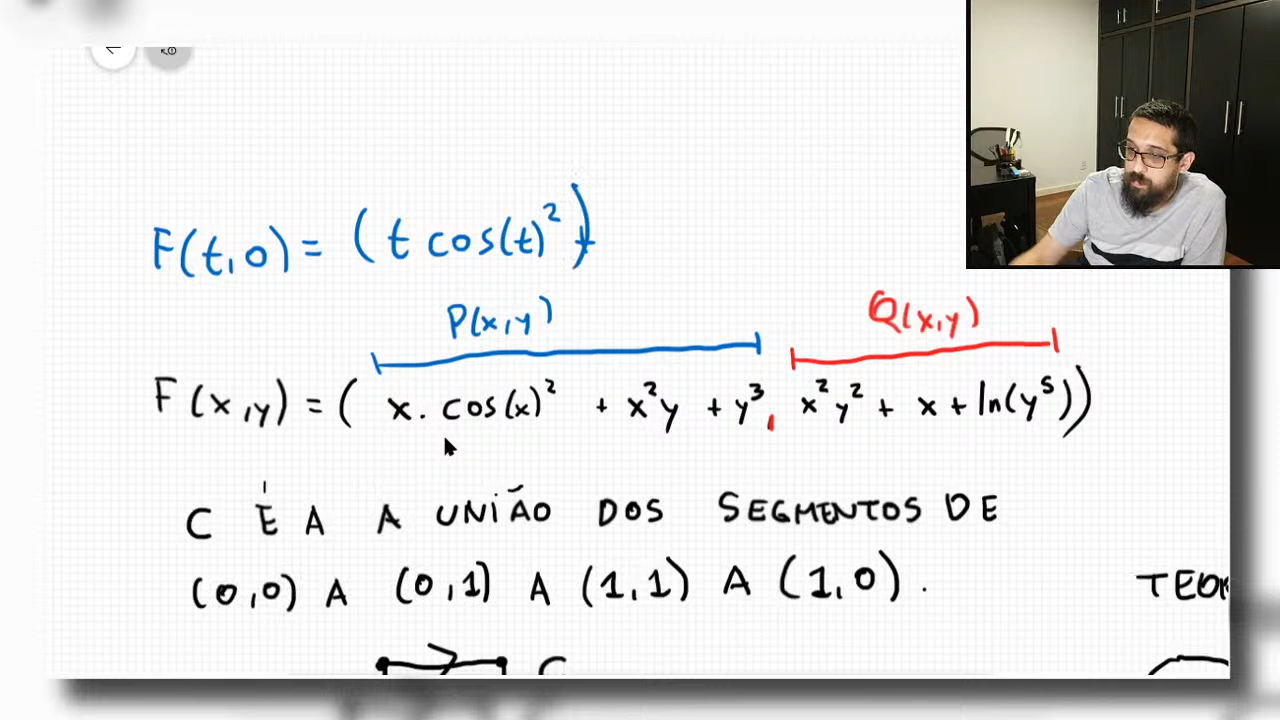 F(t,0) = (t cos(t)²)
P(x,y) Q(x,y)
F(x,y) = ( x. cos(x)² + x²y + y³, x²y² + x + ln(y⁵))
C É A A UNIÃO DOS SEGMENTOS DE
(0,0) A (0,1) A (1,1) A (1,0).
C